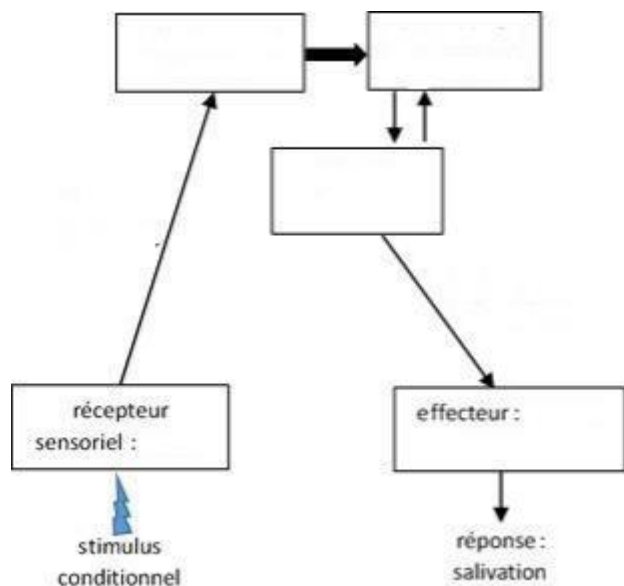 récepteur
sensoriel :
effecteur :
stimulus
conditionnel
réponse :
salivation